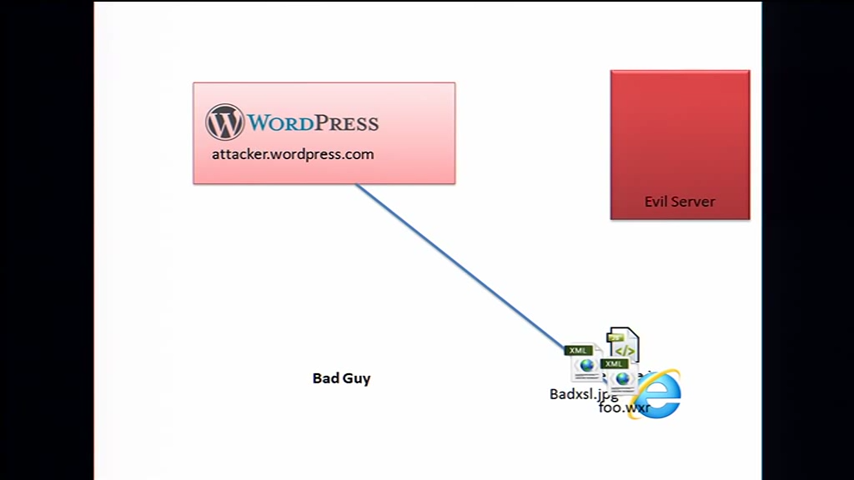 WORDPRESS
attacker.wordpress.com
Evil Server
XML
XML
Bad Guy
Badxsl.jpg
foo.wxr